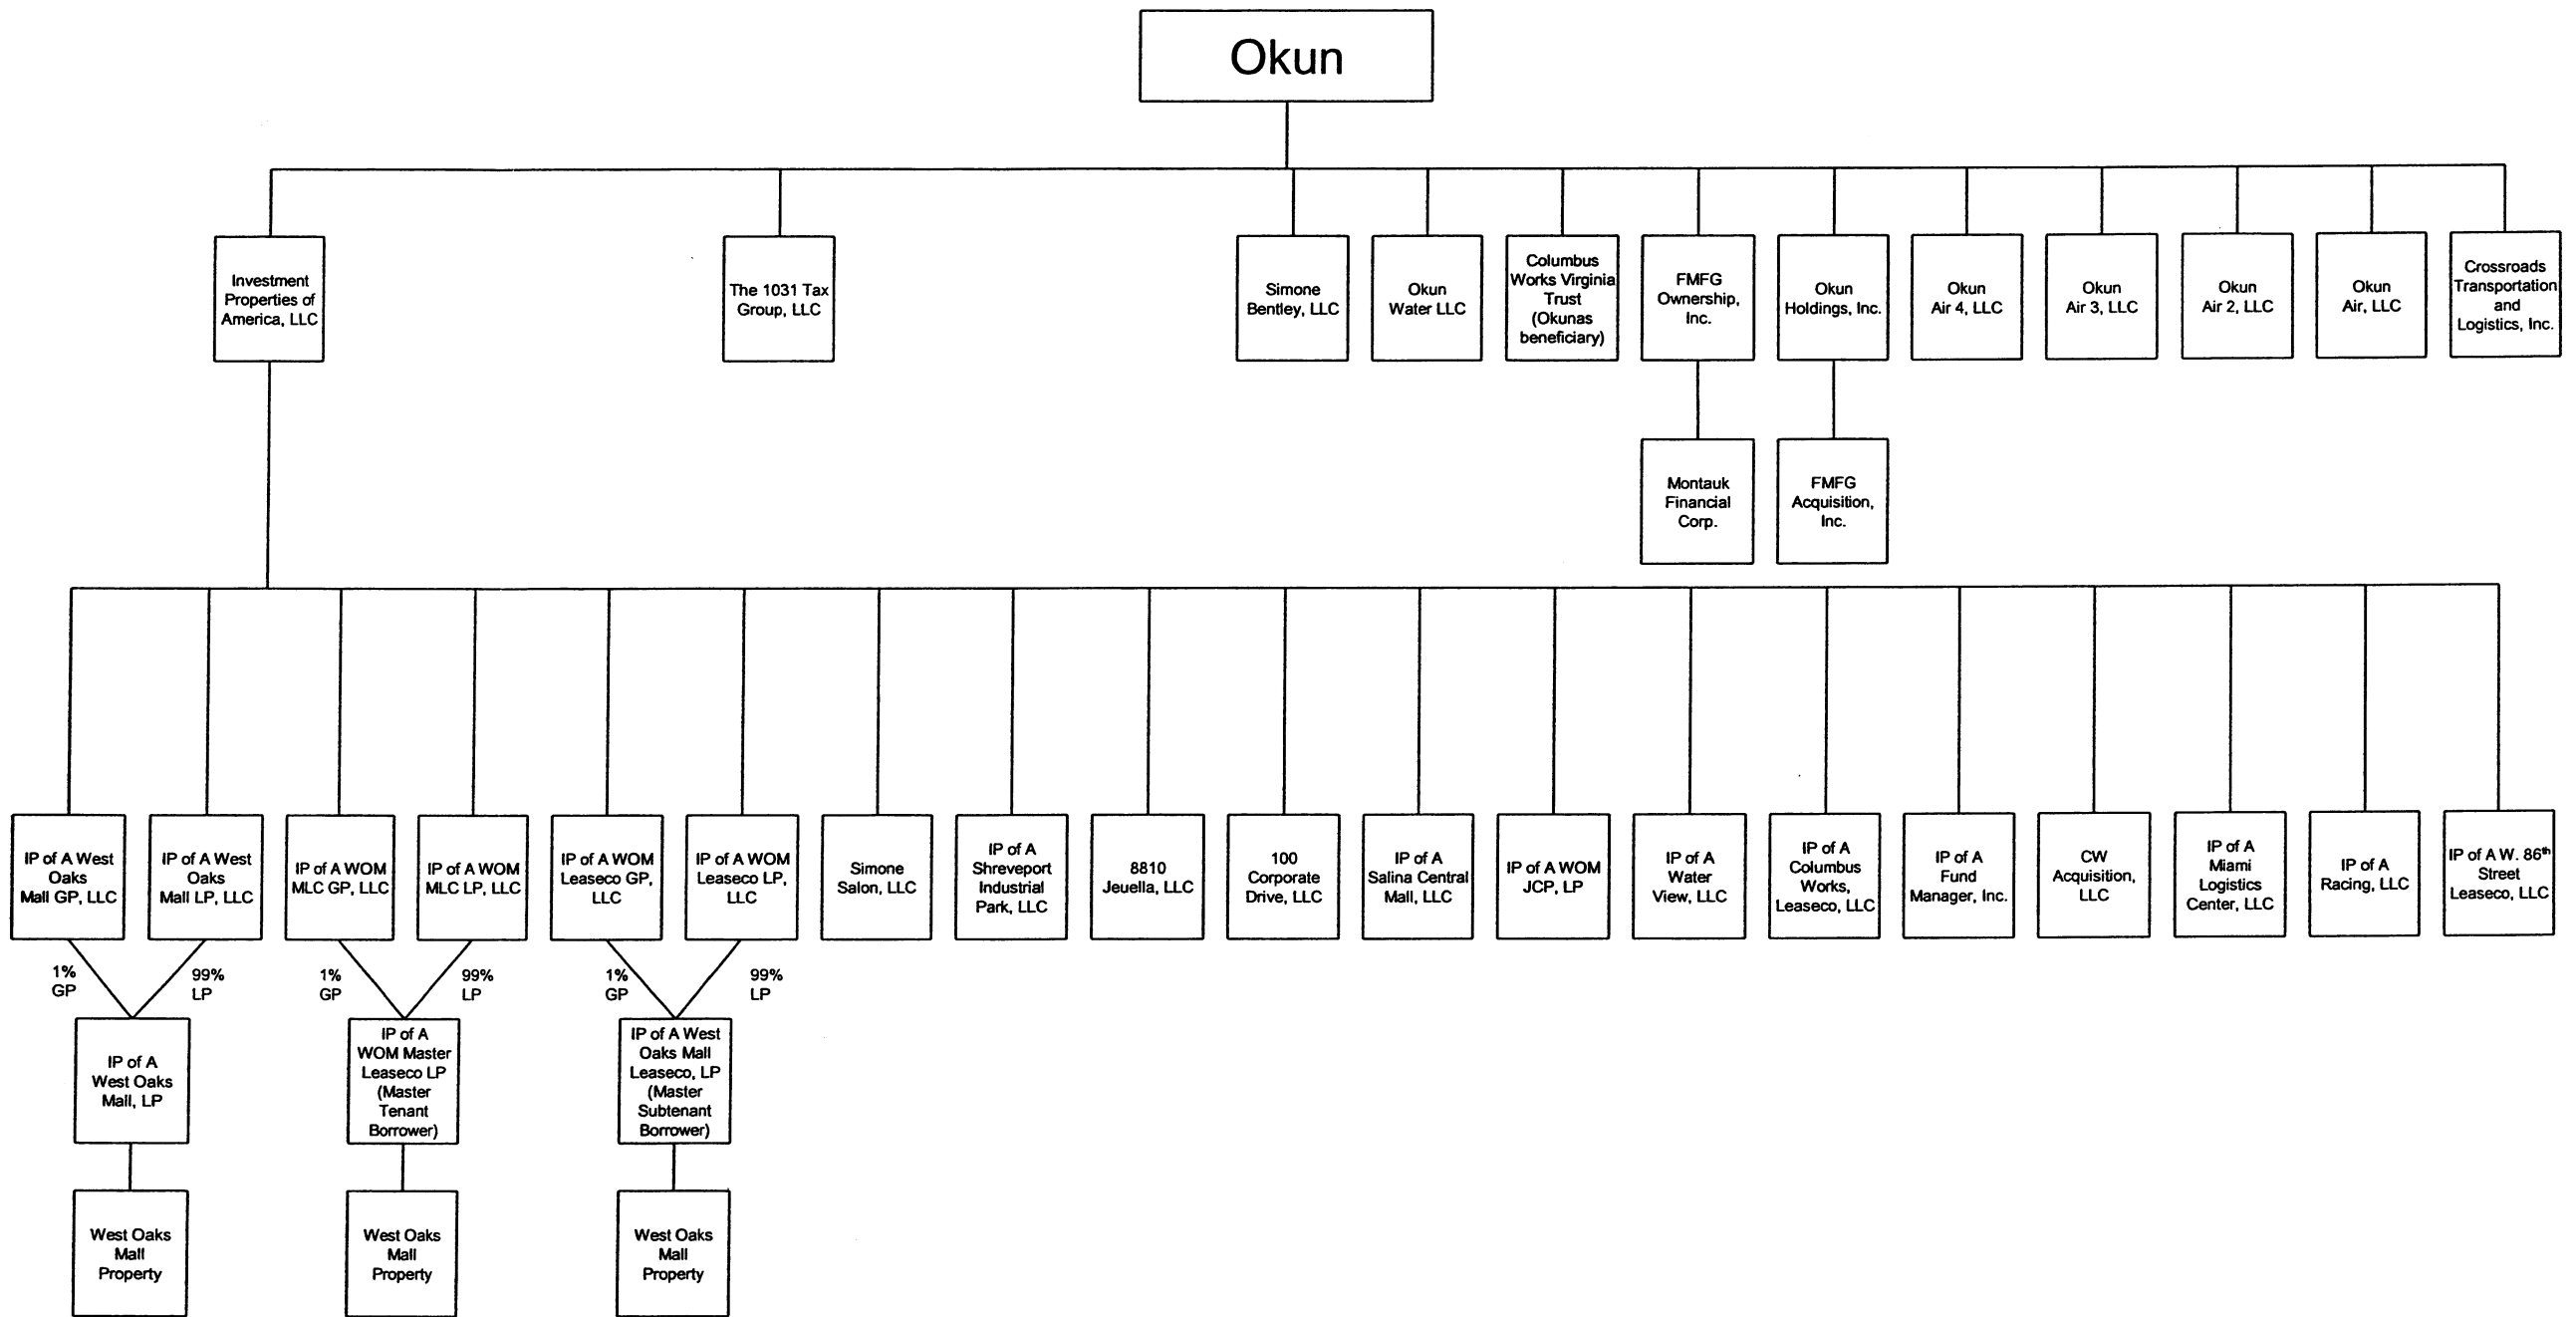 Okun
Investment
Properties of
America, LLC
The 1031 Tax
Group, LLC
Simone
Bentley, LLC
Okun
Water LLC
Columbus
Works Virginia
Trust
(Okunas
beneficiary)
FMFG
Ownership,
Inc.
Okun
Holdings, Inc.
Okun
Air 4, LLC
Okun
Air 3, LLC
Okun
Air 2, LLC
Okun
Air, LLC
Crossroads
Transportation
and
Logistics, Inc.
Montauk
Financial
Corp.
FMFG
Acquisition,
Inc.
IP of A West
Oaks
Mall GP, LLC
IP of A West
Oaks
Mall LP, LLC
IP of A WOM
MLC GP, LLC
IP of A WOM
MLC LP, LLC
IP of A WOM
Leaseco GP,
LLC
IP of A WOM
Leaseco LP,
LLC
Simone
Salon, LLC
IP of A
Shreveport
Industrial
Park, LLC
8810
Jeuella, LLC
100
Corporate
Drive, LLC
IP of A
Salina Central
Mall, LLC
IP of A WOM
JCP, LP
IP of A
Water
View, LLC
IP of A
Columbus
Works,
Leaseco, LLC
IP of A
Fund
Manager, Inc.
CW
Acquisition,
LLC
IP of A
Miami
Logistics
Center, LLC
IP of A
Racing, LLC
IP of A W. 86th
Street
Leaseco, LLC
1%
GP
99%
LP
1%
GP
99%
LP
1%
GP
99%
LP
IP of A
West Oaks
Mall, LP
IP of A
WOM Master
Leaseco LP
(Master
Tenant
Borrower)
IP of A West
Oaks Mall
Leaseco, LP
(Master
Subtenant
Borrower)
West Oaks
Mall
Property
West Oaks
Mall
Property
West Oaks
Mall
Property